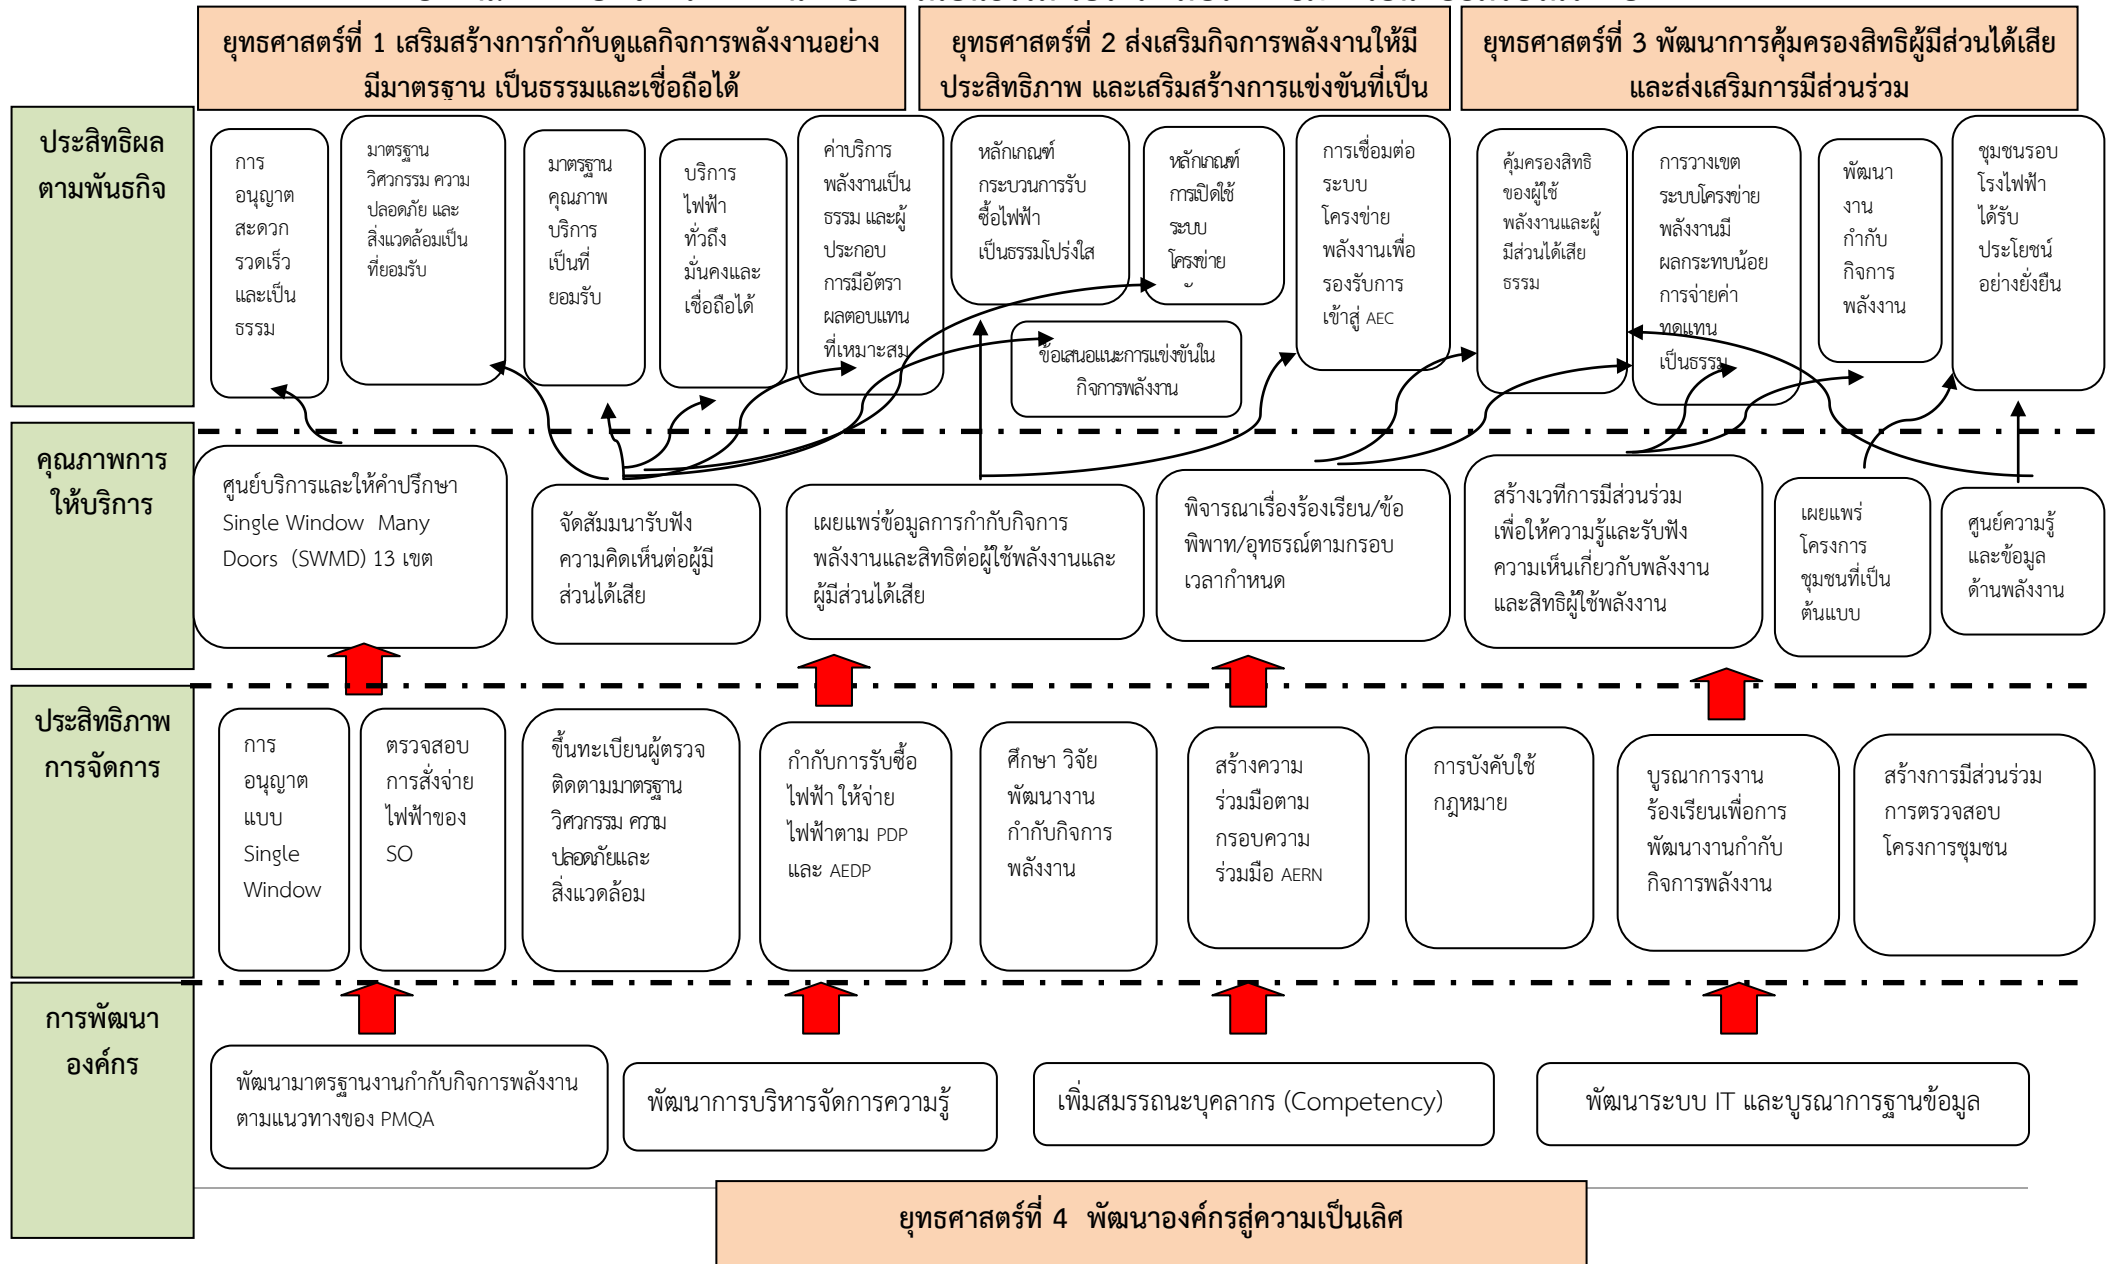 ยุทธศาสตร์ที่ 1 เสริมสร้างการกำกับดูแลกิจการพลังงานอย่าง
มีมาตรฐาน เป็นธรรมและเชื่อถือได้
ยุทธศาสตร์ที่ 2 ส่งเสริมกิจการพลังงานให้มี
ประสิทธิภาพ และเสริมสร้างการแข่งขันที่เป็น
ยุทธศาสตร์ที่ 3 พัฒนาการคุ้มครองสิทธิผู้มีส่วนได้เสีย
และส่งเสริมการมีส่วนร่วม
ประสิทธิผล
ตามพันธกิจ
การ
อนุญาต
สะดวก
รวดเร็ว
และเป็น
ธรรม
มาตรฐาน
วิศวกรรม ความ
ปลอดภัย และ
สิ่งแวดล้อมเป็น
ที่ยอมรับ
มาตรฐาน
คุณภาพ
บริการ
เป็นที่
ยอมรับ
บริการ
ไฟฟ้า
ทั่วถึง
มั่นคงและ
เชื่อถือได้
ค่าบริการ
พลังงานเป็น
ธรรม และผู้
ประกอบ
การมีอัตรา
ผลตอบแทน
ที่เหมาะสม
หลักเกณฑ์
กระบวนการรับ
ซื้อไฟฟ้า
เป็นธรรมโปร่งใส
หลักเกณฑ์
การเปิดใช้
ระบบ
โครงข่าย
ข้อเสนอแนะการแข่งขันใน
กิจการพลังงาน
การเชื่อมต่อ
ระบบ
โครงข่าย
พลังงานเพื่อ
รองรับการ
เข้าสู่ AEC
คุ้มครองสิทธิ
ของผู้ใช้
พลังงานและผู้
มีส่วนได้เสีย
ธรรม
การวางเขต
ระบบโครงข่าย
พลังงานมี
ผลกระทบน้อย
การจ่ายค่า
ทดแทน
เป็นธรรม
พัฒนา
งาน
กำกับ
กิจการ
พลังงาน
ชุมชนรอบ
โรงไฟฟ้า
ได้รับ
ประโยชน์
อย่างยั่งยืน
คุณภาพการ
ให้บริการ
ศูนย์บริการและให้คำปรึกษา
Single Window Many
Doors (SWMD) 13 เขต
จัดสัมมนารับฟัง
ความคิดเห็นต่อผู้มี
ส่วนได้เสีย
เผยแพร่ข้อมูลการกำกับกิจการ
พลังงานและสิทธิต่อผู้ใช้พลังงานและ
ผู้มีส่วนได้เสีย
พิจารณาเรื่องร้องเรียน/ข้อ
พิพาท/อุทธรณ์ตามกรอบ
เวลากำหนด
สร้างเวทีการมีส่วนร่วม
เพื่อให้ความรู้และรับฟัง
ความเห็นเกี่ยวกับพลังงาน
และสิทธิผู้ใช้พลังงาน
เผยแพร่
โครงการ
ชุมชนที่เป็น
ต้นแบบ
ศูนย์ความรู้
และข้อมูล
ด้านพลังงาน
ประสิทธิภาพ
การจัดการ
การ
อนุญาต
แบบ
Single
Window
ตรวจสอบ
การสั่งจ่าย
ไฟฟ้าของ
SO
ขึ้นทะเบียนผู้ตรวจ
ติดตามมาตรฐาน
วิศวกรรม ความ
ปลอดภัยและ
สิ่งแวดล้อม
กำกับการรับซื้อ
ไฟฟ้า ให้จ่าย
ไฟฟ้าตาม PDP
และ AEDP
ศึกษา วิจัย
พัฒนางาน
กำกับกิจการ
พลังงาน
สร้างความ
ร่วมมือตาม
กรอบความ
ร่วมมือ AERN
การบังคับใช้
กฎหมาย
บูรณาการงาน
ร้องเรียนเพื่อการ
พัฒนางานกำกับ
กิจการพลังงาน
สร้างการมีส่วนร่วม
การตรวจสอบ
โครงการชุมชน
การพัฒนา
องค์กร
พัฒนามาตรฐานงานกำกับกิจการพลังงาน
ตามแนวทางของ PMQA
พัฒนาการบริหารจัดการความรู้
เพิ่มสมรรถนะบุคลากร (Competency)
พัฒนาระบบ IT และบูรณาการฐานข้อมูล
ยุทธศาสตร์ที่ 4 พัฒนาองค์กรสู่ความเป็นเลิศ